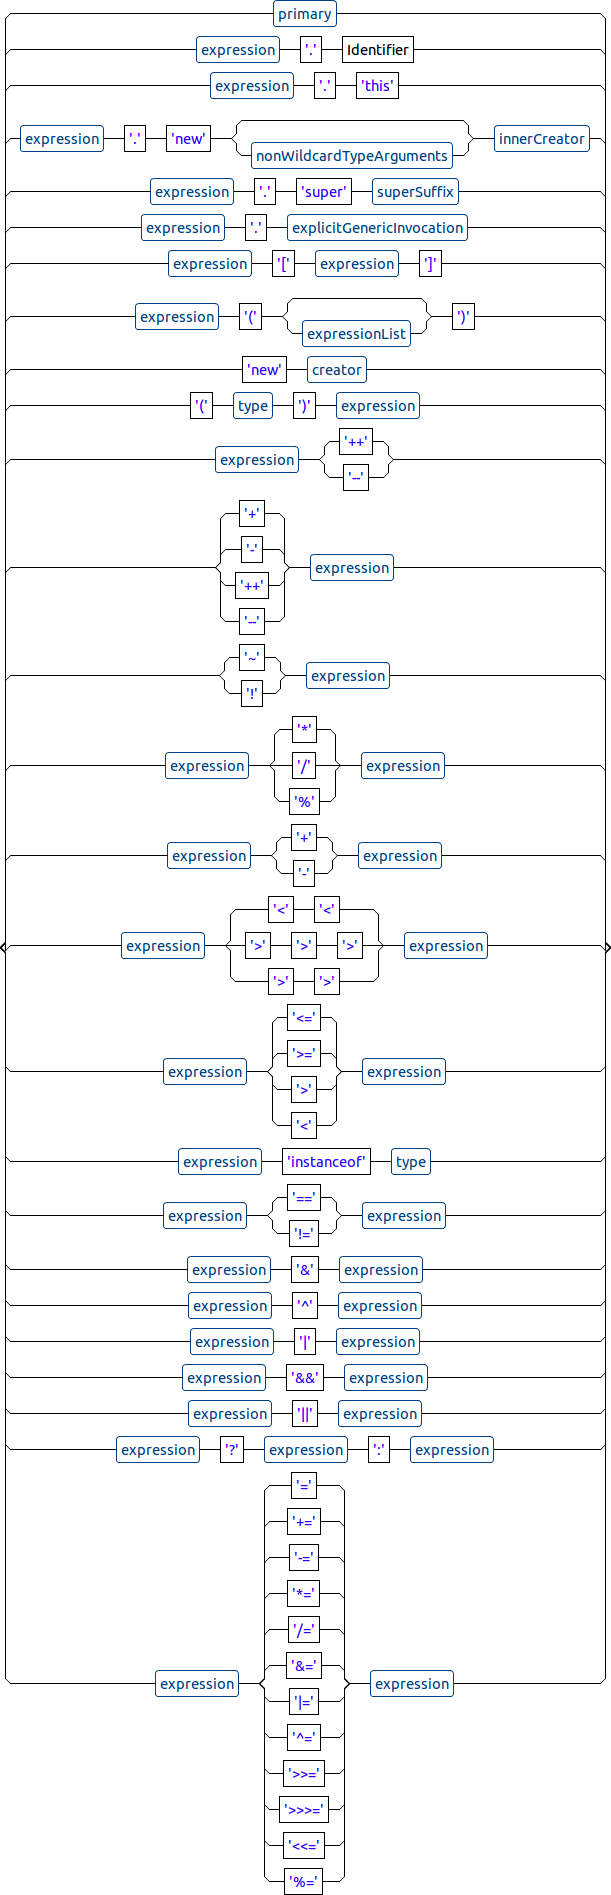 primary
expression '.' Identifier
expression '.' 'this'
expression '.' 'new' nonWildcardTypeArguments innerCreator
expression '.' 'super' superSuffix
expression '.' explicitGenericInvocation
expression '[' expression ']'
expression '(' expressionList ')'
'new' creator
'(' type ')' expression
expression '++'
'--'
'+'
'-'
'++'
'--'
expression
'~'
'!'
expression
'*'
expression '/' expression
'%'
'+'
expression expression
'-'
'<' '<'
expression '>' '>' '>' expression
'>' '>'
'<='
'>='
expression expression
'>'
'<'
expression 'instanceof' type
'=='
expression expression
'!='
expression '&' expression
expression '^' expression
expression '|' expression
expression '&&' expression
expression '||' expression
expression '?' expression ':' expression
'='
'+='
'-='
'*='
'/='
'&='
expression expression
'|='
'^='
'>>='
'>>>='
'<<='
'%='